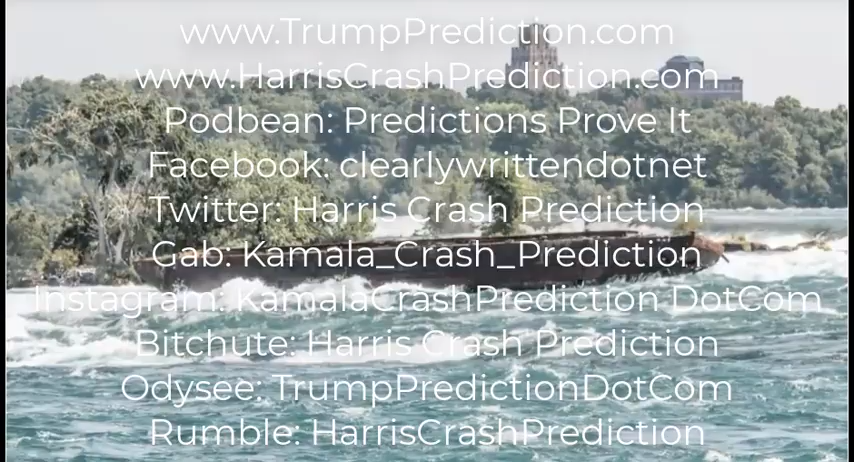 www.TrumpPrediction.com
www.HarrisCrashPrediction.com
Podbean: Predictions Prove It
Facebook: clearlywrittendotnet
Twitter: Harris Crash Prediction
Gab: Kamala_Crash_Prediction
Instagram: KamalaCrashPrediction DotCom
Bitchute: Harris Crash Prediction
Odysee: TrumpPredictionDotCom
Rumble: HarrisCrashPrediction